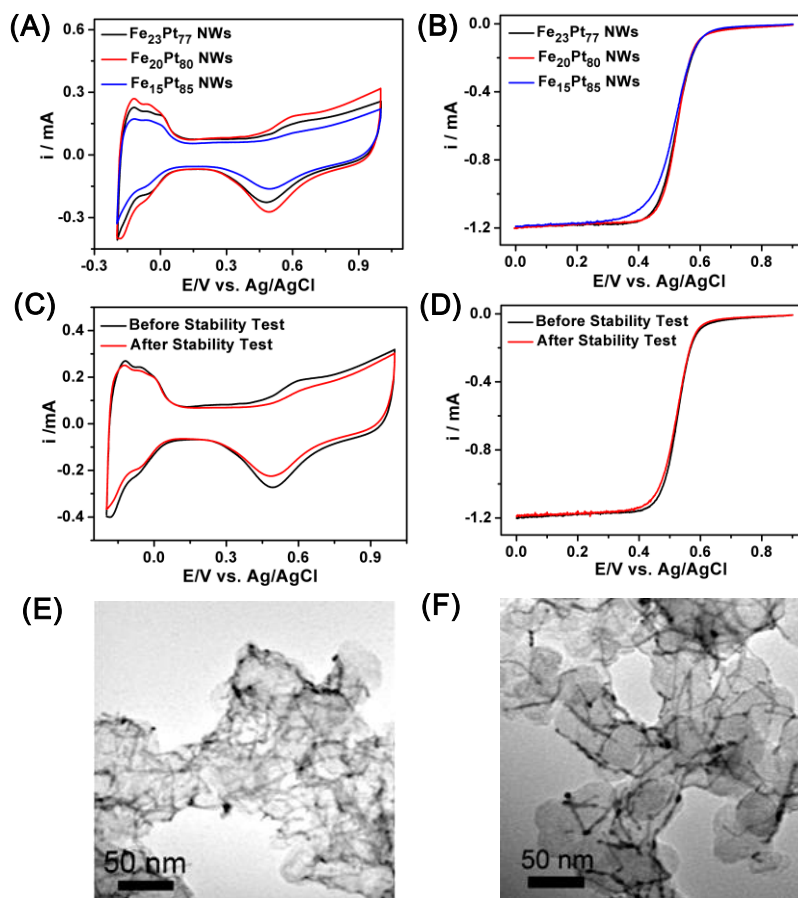 (A)
Fe23Pt77 NWs
Fe20Pt80 NWs
Fe15Pt85 NWs
i / mA
0.6
0.3
0.0
-0.3
-0.3 0.0 0.3 0.6 0.9
E/V vs. Ag/AgCl
(B)
Fe23Pt77 NWs
Fe20Pt80 NWs
Fe15Pt85 NWs
i / mA
-0.0
-0.4
-0.8
-1.2
0.0 0.2 0.4 0.6 0.8
E/V vs. Ag/AgCl
(C)
Before Stability Test
After Stability Test
i /mA
0.4
0.2
0.0
-0.2
-0.4
0.0 0.3 0.6 0.9
E/V vs. Ag/AgCl
(D)
Before Stability Test
After Stability Test
i / mA
0.0
-0.4
-0.8
-1.2
0.0 0.2 0.4 0.6 0.8
E/V vs. Ag/AgCl
(E)
50 nm
(F)
50 nm